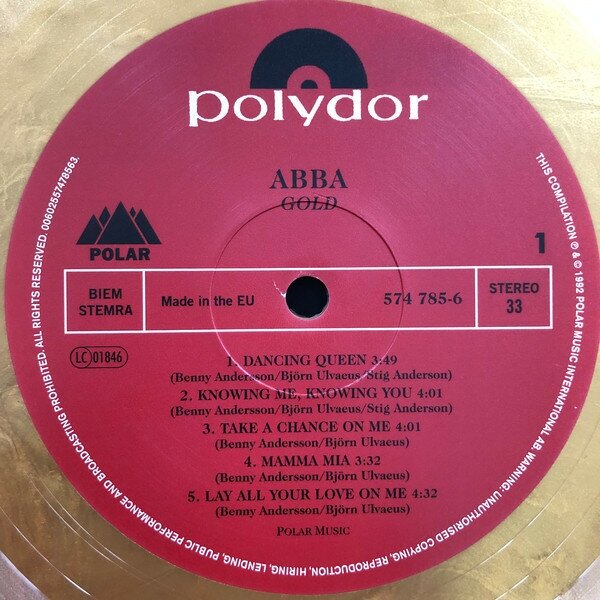 polydor
ABBA
GOLD
POLAR
1
BIEM
STEMRA
Made in the EU
574 785-6
STEREO
33
LC 01846
1. DANCING QUEEN 3:49
(Benny Andersson/Björn Ulvaeus/Stig Anderson)
2. KNOWING ME, KNOWING YOU 4:01
(Benny Andersson/Björn Ulvaeus/Stig Anderson)
3. TAKE A CHANCE ON ME 4:01
(Benny Andersson/Björn Ulvaeus)
4. MAMMA MIA 3:32
(Benny Andersson/Björn Ulvaeus)
5. LAY ALL YOUR LOVE ON ME 4:32
(Benny Andersson/Björn Ulvaeus)
POLAR MUSIC
THIS COMPILATION ℗ & © 1992 POLAR MUSIC INTERNATIONAL AB. WARNING: UNAUTHORISED COPYING, REPRODUCTION, HIRING, LENDING, PUBLIC PERFORMANCE AND BROADCASTING PROHIBITED. ALL RIGHTS RESERVED. 00602557478563.